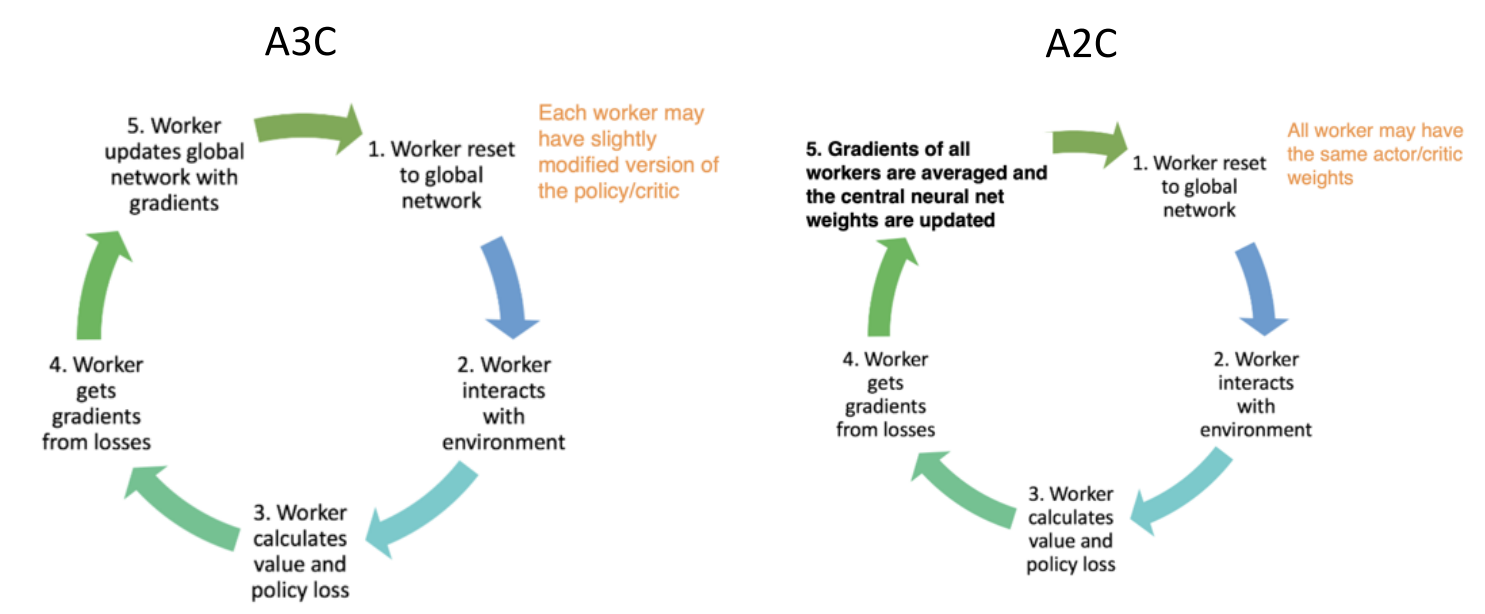 A3C
5. Worker
updates global
network with
gradients
1. Worker reset
to global
network
Each worker may
have slightly
modified version of
the policy/critic
2. Worker
interacts
with
environment
3. Worker
calculates
value and
policy loss
4. Worker
gets
gradients
from losses
A2C
5. Gradients of all
workers are averaged and
the central neural net
weights are updated
1. Worker reset
to global
network
All worker may have
the same actor/critic
weights
2. Worker
interacts
with
environment
3. Worker
calculates
value and
policy loss
4. Worker
gets
gradients
from losses